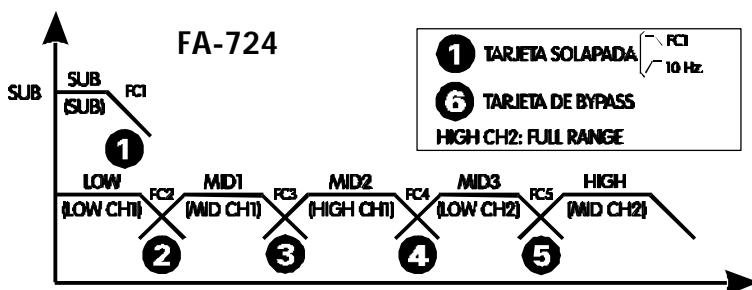 FA-724
SUB
SUB
(SUB)
FC1
1
1 TARJETA SOLAPADA FC1
10 Hz.
6 TARJETA DE BYPASS
HIGH CH2: FULL RANGE
LOW
(LOW CH1)
FC2
MID1
(MID CH1)
FC3
MID2
(HIGH CH1)
FC4
MID3
(LOW CH2)
FC5
HIGH
(MID CH2)
2
3
4
5